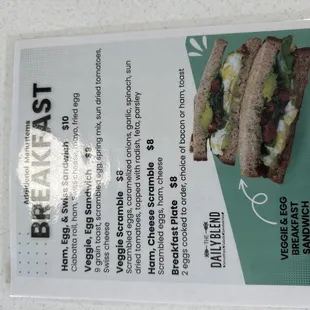 Additional Menu Items
BREAKFAST
Ham, Egg, & Swiss Sandwich $10
Ciabatta roll, ham, swiss cheese, mayo, fried egg
Veggie, Egg Sandwich $9
9 grain toast, scrambled egg, spring mix, sun dried tomatoes,
Swiss cheese
Veggie Scramble $8
Scrambled eggs, caramelized onions, garlic, spinach, sun
dried tomatoes, topped with radish, feta, parsley
Ham, Cheese Scramble $8
Scrambled eggs, ham, cheese
Breakfast Plate $8
2 eggs cooked to order, choice of bacon or ham, toast
THE
DAILY BLEND
VEGGIE & EGG
BREAKFAST
SANDWICH